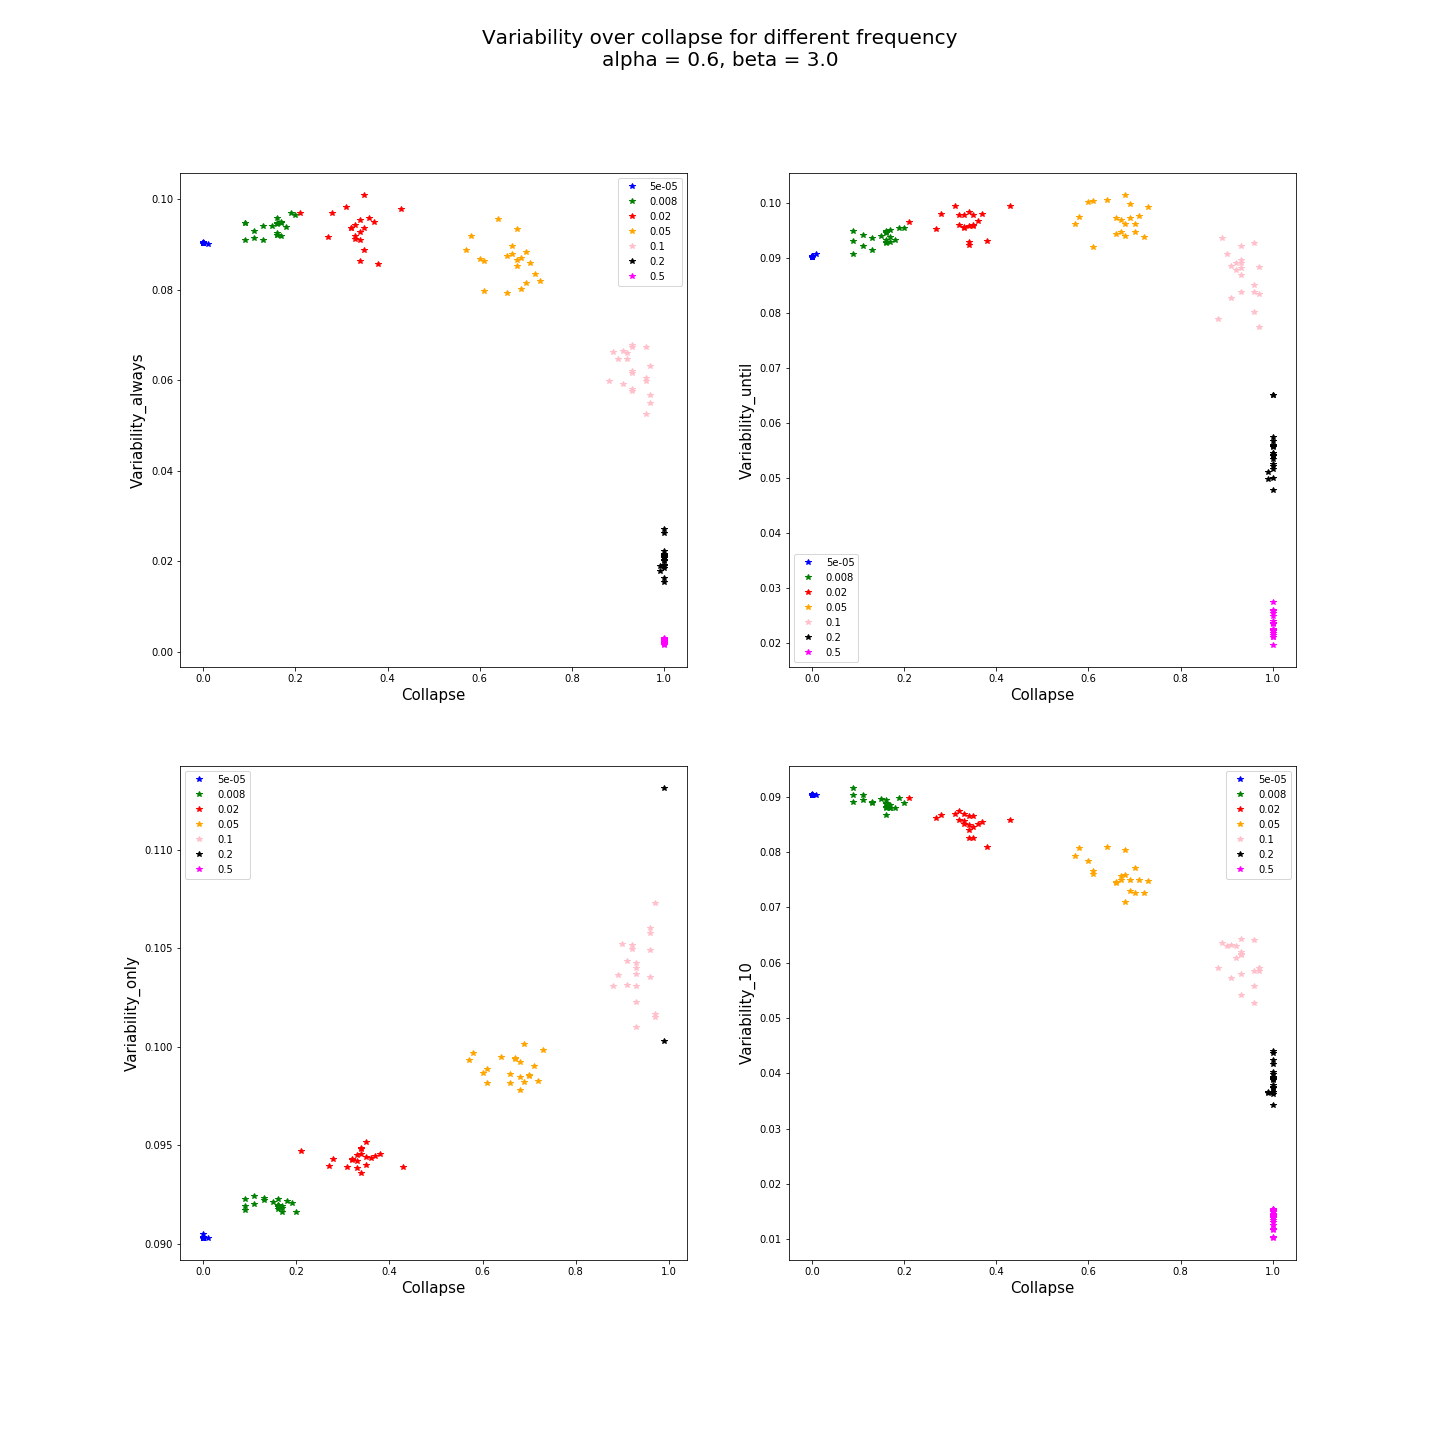 Variability over collapse for different frequency
alpha = 0.6, beta = 3.0
Variability_always
0.10
0.08
0.06
0.04
0.02
0.00
0.0 0.2 0.4 0.6 0.8 1.0
Collapse
5e-05
0.008
0.02
0.05
0.1
0.2
0.5
Variability_until
0.10
0.09
0.08
0.07
0.06
0.05
0.04
0.03
0.02
0.0 0.2 0.4 0.6 0.8 1.0
Collapse
5e-05
0.008
0.02
0.05
0.1
0.2
0.5
Variability_only
0.110
0.105
0.100
0.095
0.090
0.0 0.2 0.4 0.6 0.8 1.0
Collapse
5e-05
0.008
0.02
0.05
0.1
0.2
0.5
Variability_10
0.09
0.08
0.07
0.06
0.05
0.04
0.03
0.02
0.01
0.0 0.2 0.4 0.6 0.8 1.0
Collapse
5e-05
0.008
0.02
0.05
0.1
0.2
0.5